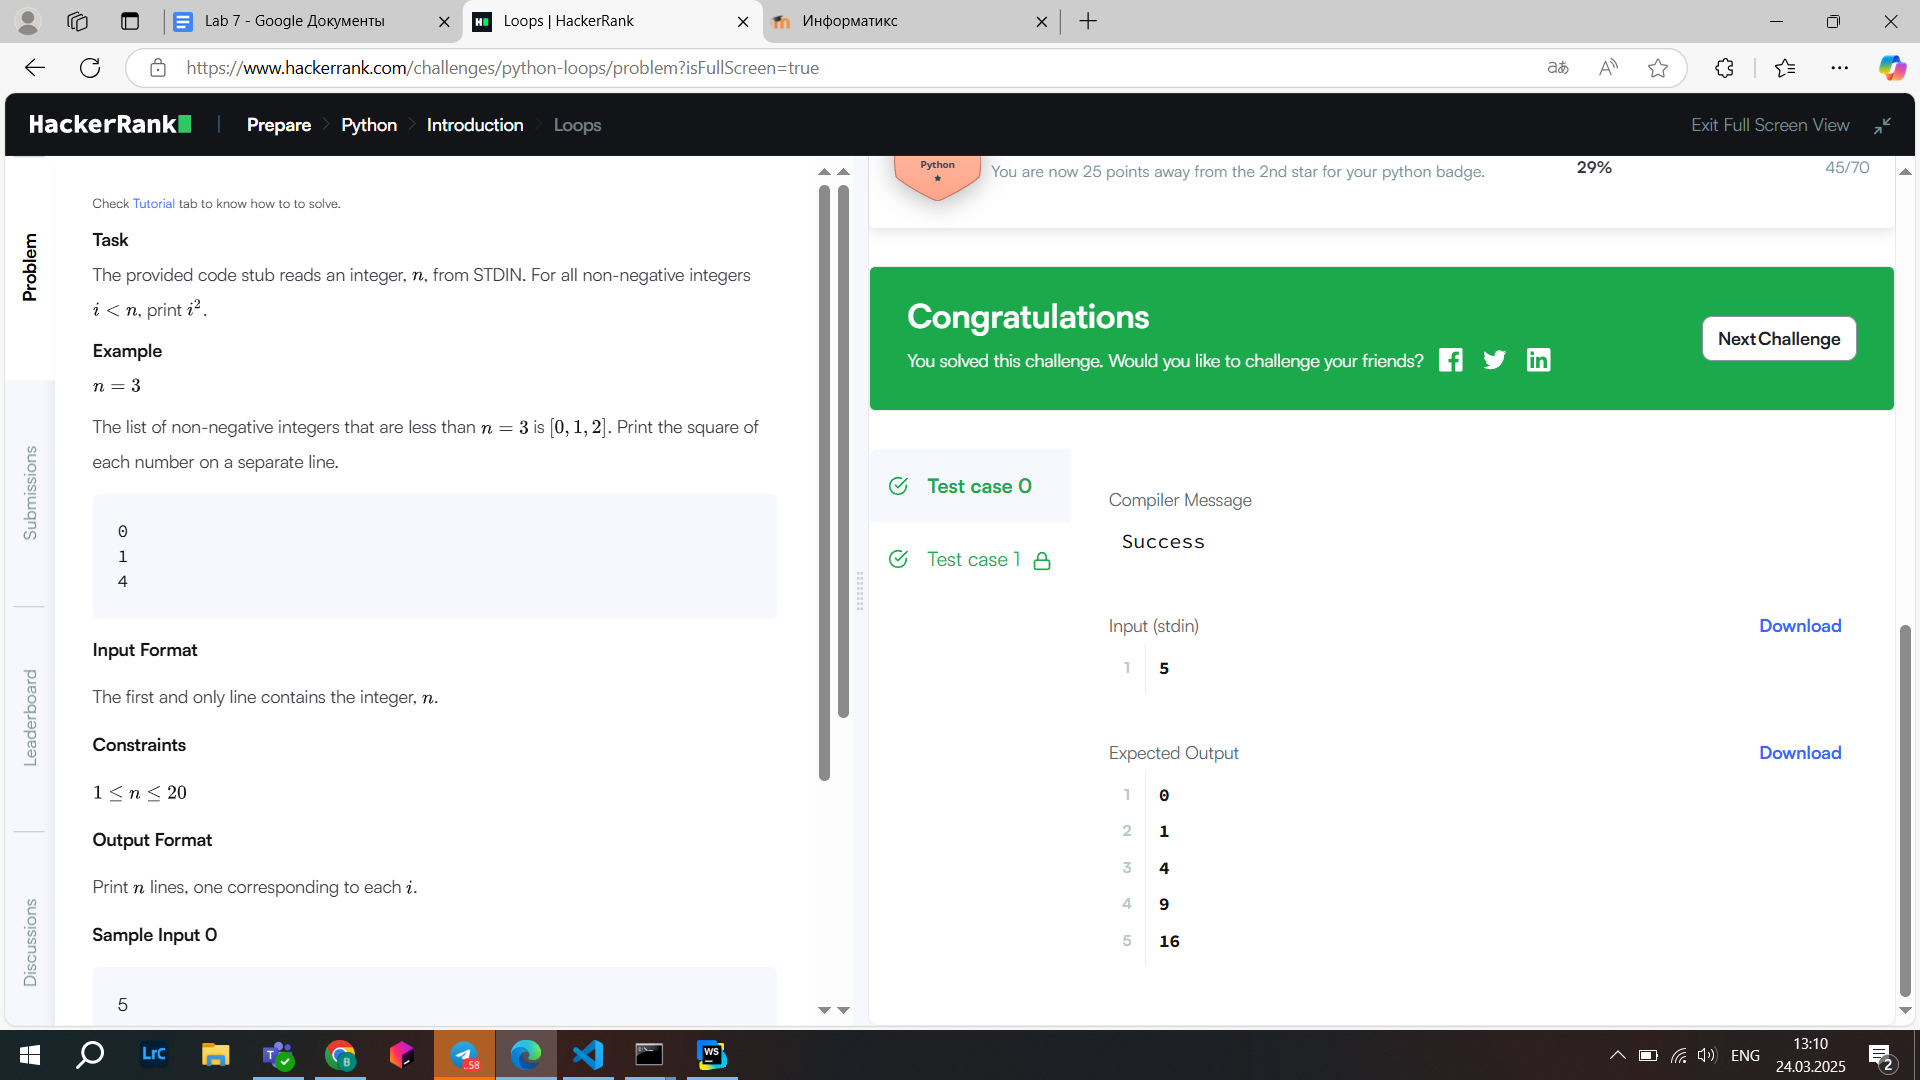 Lab 7 - Google Документы
Loops | HackerRank
Информатикс
https://www.hackerrank.com/challenges/python-loops/problem?isFullScreen=true
HackerRank
Prepare
Python
Introduction
Loops
Exit Full Screen View
Problem
Submissions
Leaderboard
Discussions
Check Tutorial tab to know how to to solve.
Task
The provided code stub reads an integer, n, from STDIN. For all non-negative integers
i < n, print i².
Example
n = 3
The list of non-negative integers that are less than n = 3 is [0, 1, 2]. Print the square of
each number on a separate line.
0
1
4
Input Format
The first and only line contains the integer, n.
Constraints
1 ≤ n ≤ 20
Output Format
Print n lines, one corresponding to each i.
Sample Input 0
5
Python
You are now 25 points away from the 2nd star for your python badge.
29%
45/70
Congratulations
You solved this challenge. Would you like to challenge your friends?
Next Challenge
Test case 0
Test case 1
Compiler Message
Success
Input (stdin)
Download
1 5
Expected Output
Download
1 0
2 1
3 4
4 9
5 16
LrC
..58
WS
ENG
13:10
24.03.2025
2